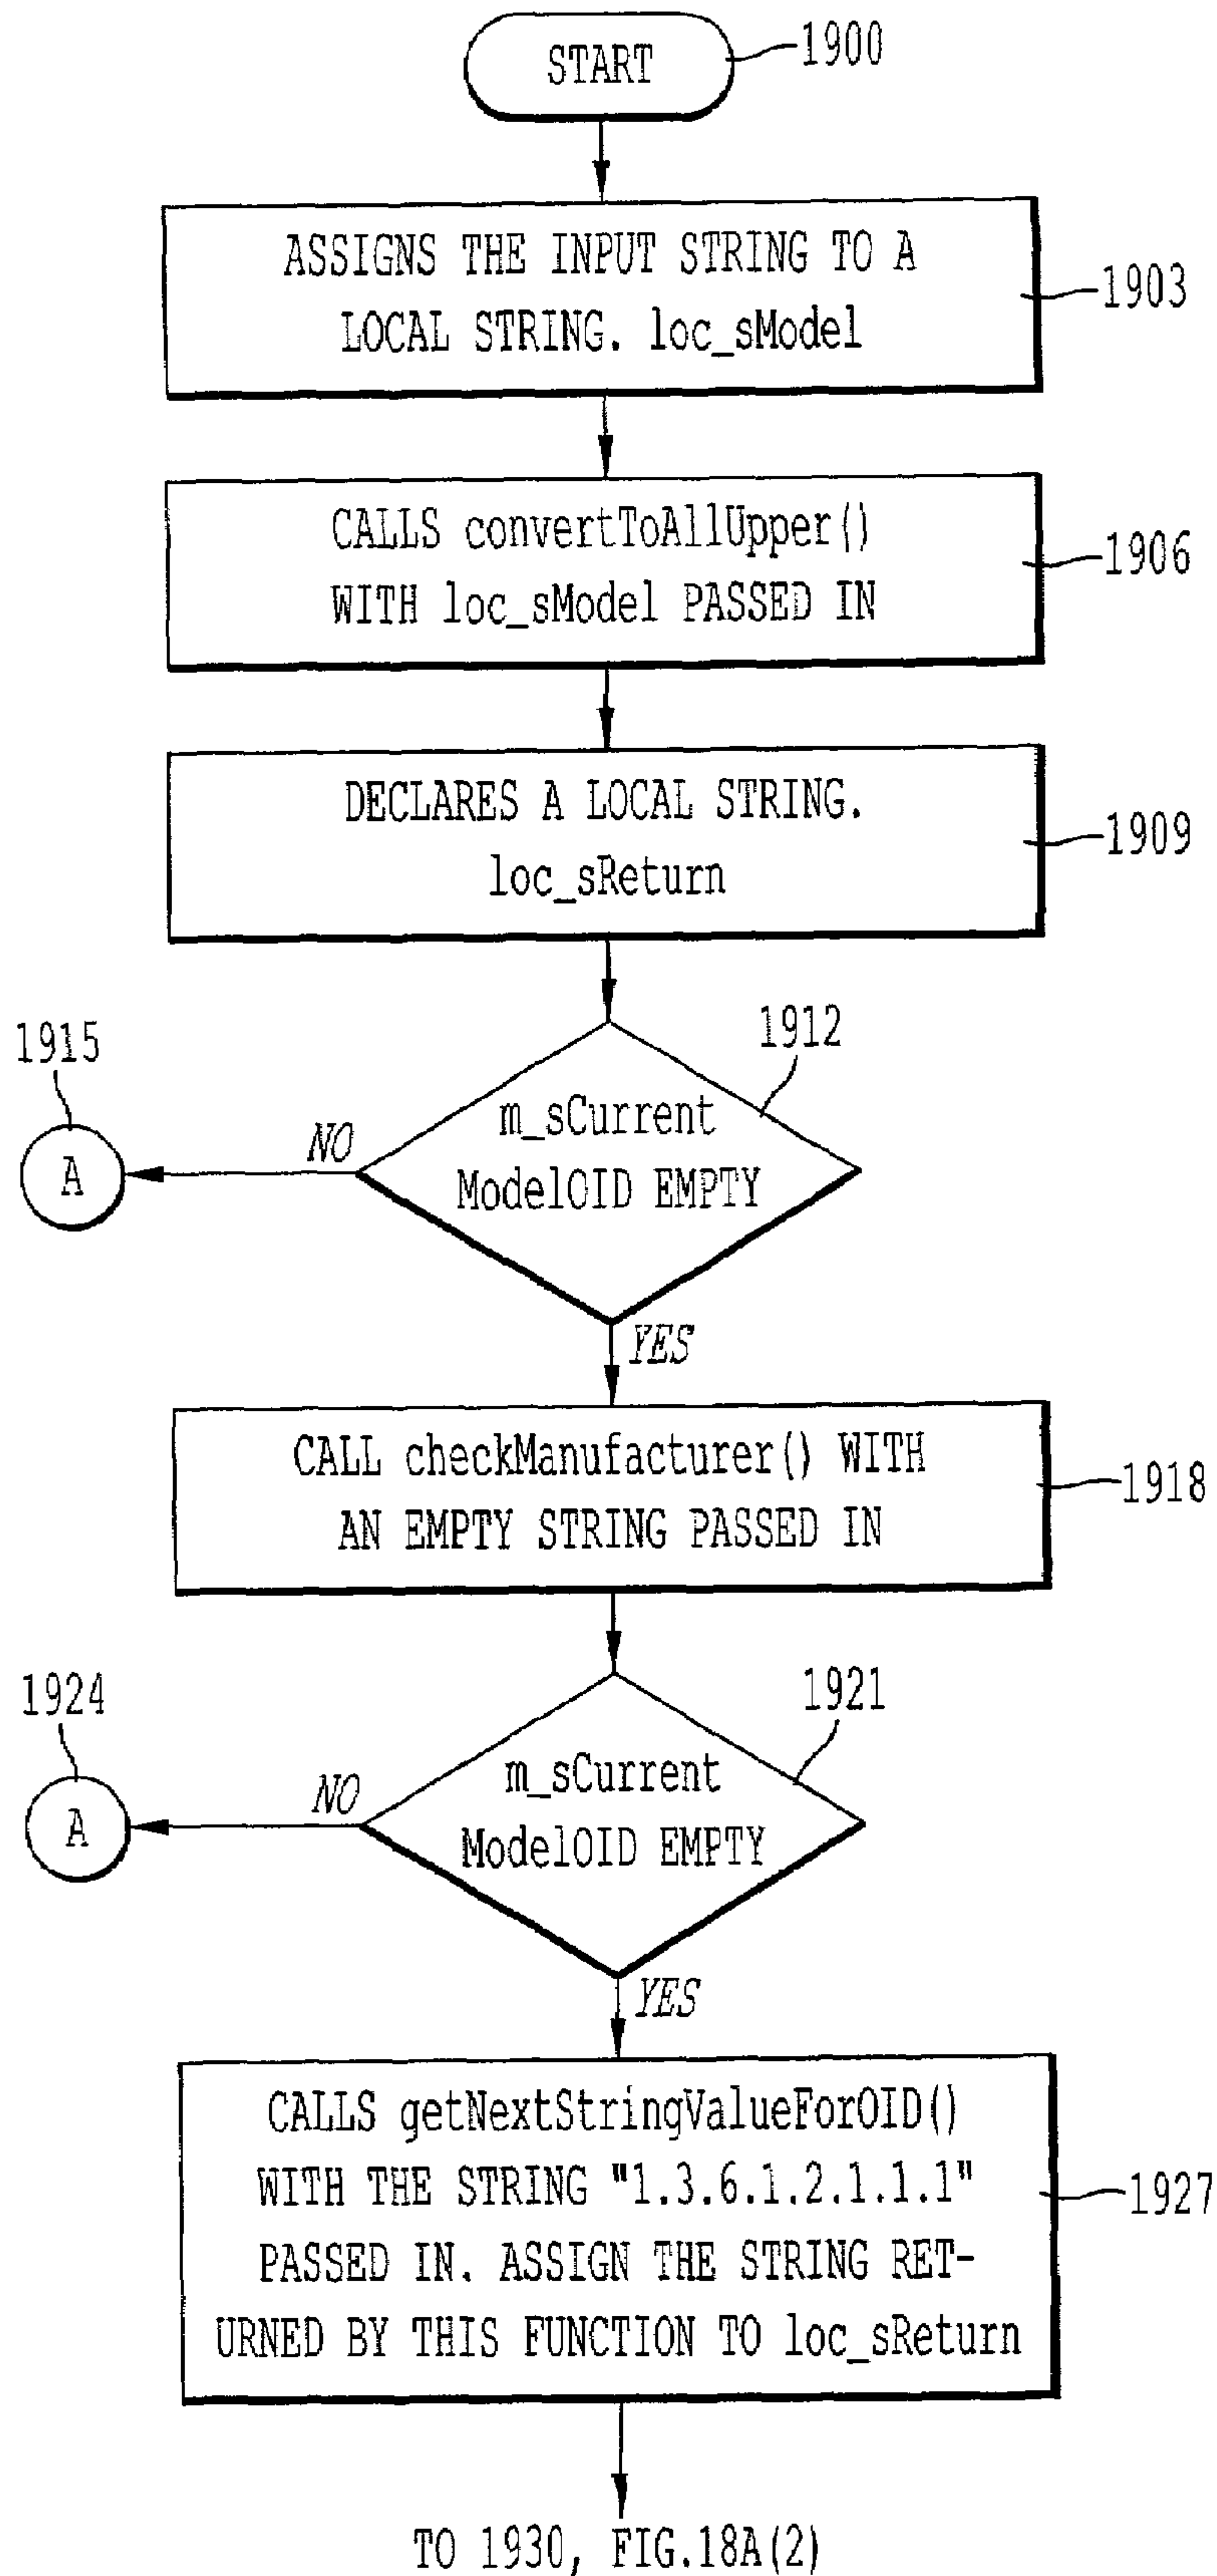 START
1900
ASSIGNS THE INPUT STRING TO A
LOCAL STRING. loc_sModel
1903
CALLS convertToAllUpper()
WITH loc_sModel PASSED IN
1906
DECLARES A LOCAL STRING.
loc_sReturn
1909
1915
A
NO
1912
m_sCurrent
ModelOID EMPTY
YES
CALL checkManufacturer() WITH
AN EMPTY STRING PASSED IN
1918
1924
A
NO
1921
m_sCurrent
ModelOID EMPTY
YES
CALLS getNextStringValueForOID()
WITH THE STRING "1.3.6.1.2.1.1.1"
PASSED IN. ASSIGN THE STRING RET-
URNED BY THIS FUNCTION TO loc_sReturn
1927
TO 1930, FIG.18A(2)